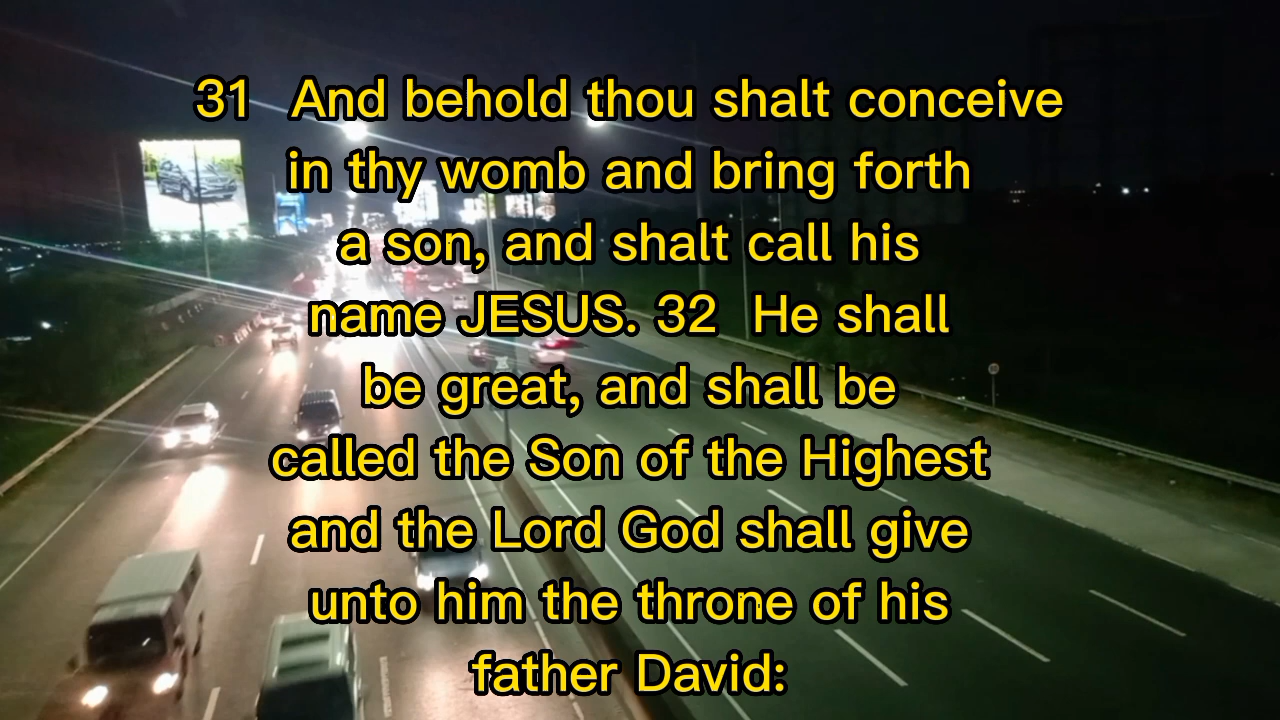 31 And behold thou shalt conceive
in thy womb and bring forth
a son, and shalt call his
name JESUS. 32 He shall
be great, and shall be
called the Son of the Highest
and the Lord God shall give
unto him the throne of his
father David: